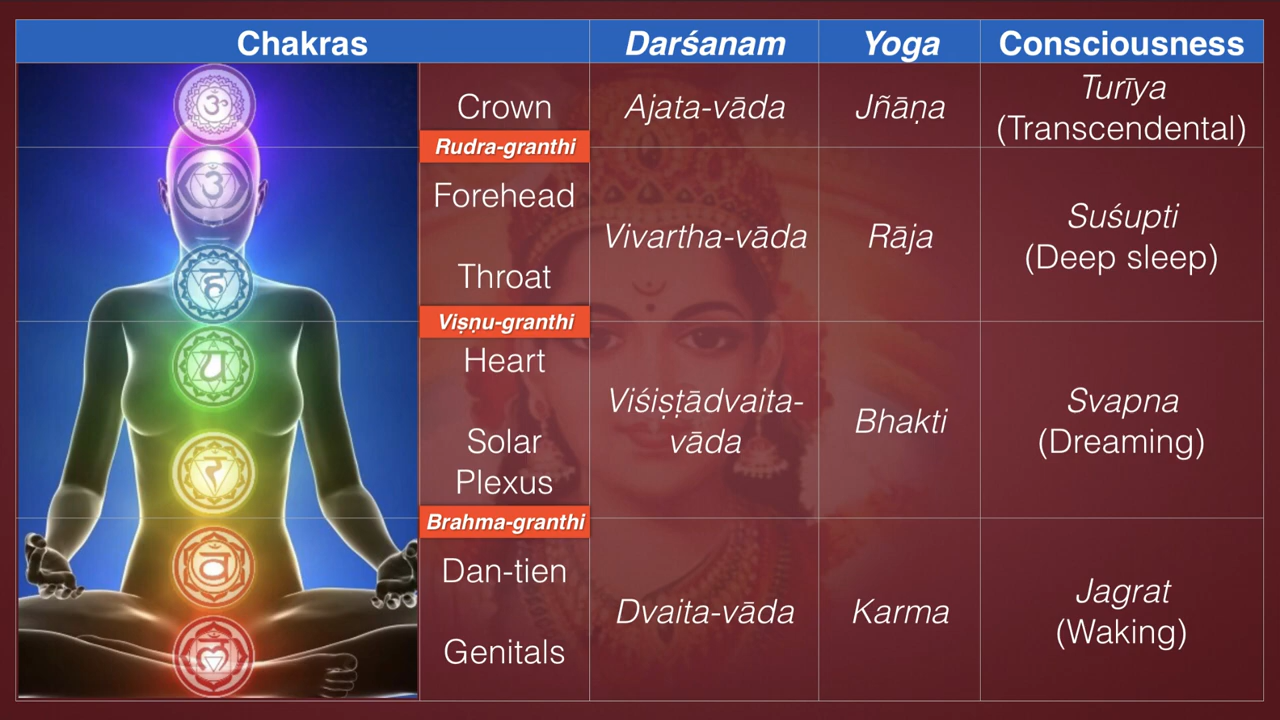 Chakras Darśanam Yoga Consciousness
ॐ
Crown Ajata-vāda Jñāṇa Turīya
(Transcendental)
Rudra-granthi
ॐ
Forehead
Vivartha-vāda Rāja Suśupti
(Deep sleep)
हं
Throat
Viṣṇu-granthi
यं
Heart
Viśiṣṭādvaita-
vāda Bhakti Svapna
(Dreaming)
रं
Solar
Plexus
Brahma-granthi
वं
Dan-tien
Dvaita-vāda Karma Jagrat
(Waking)
लं
Genitals